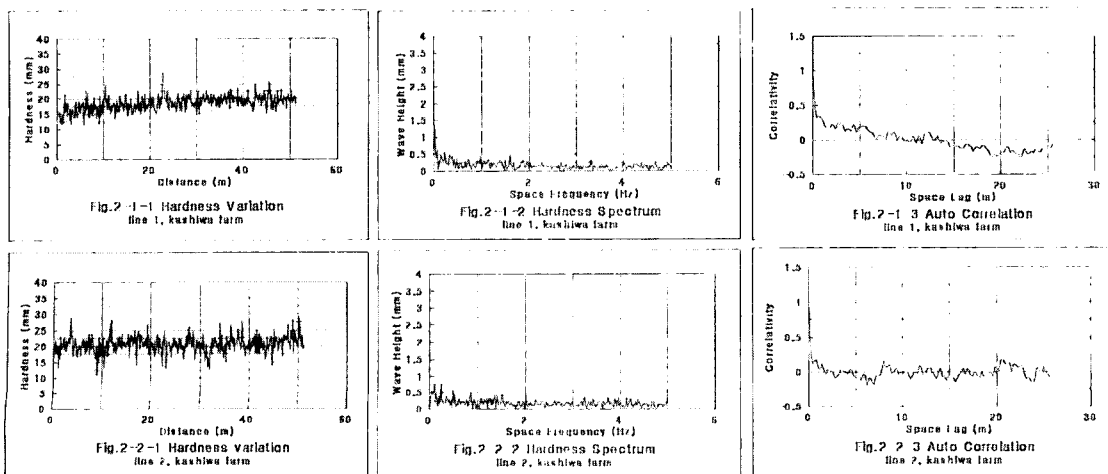 40
35
30
25
20
15
10
5
0
Hardness (mm)
0 20 40 60
Distance (m)
Fig.2-1-1 Hardness Variation
line 1, kashiwa farm
4
3.5
3
2.5
2
1.5
1
0.5
0
Wave Height (mm)
0 2 4 6
Space Frequency (Hz)
Fig.2-1-2 Hardness Spectrum
line 1, kashiwa farm
1.5
1
0.5
0
-0.5
Correlativity
0 10 20 30
Space Lag (m)
Fig.2-1 3 Auto Correlation
line 1, kashiwa farm
40
35
30
25
20
15
10
5
0
Hardness (mm)
0 20 40 60
Distance (m)
Fig.2-2-1 Hardness variation
line 2, kashiwa farm
4
3.5
3
2.5
2
1.5
1
0.5
0
Wave Height (mm)
0 2 4 6
Space Frequency (Hz)
Fig.2 2 2 Hardness Spectrum
line 2, kashiwa farm
1.5
1
0.5
0
-0.5
Correlativity
0 10 20 30
Space Lag (m)
Fig.2 2 3 Auto Correlation
line 2, kashiwa farm